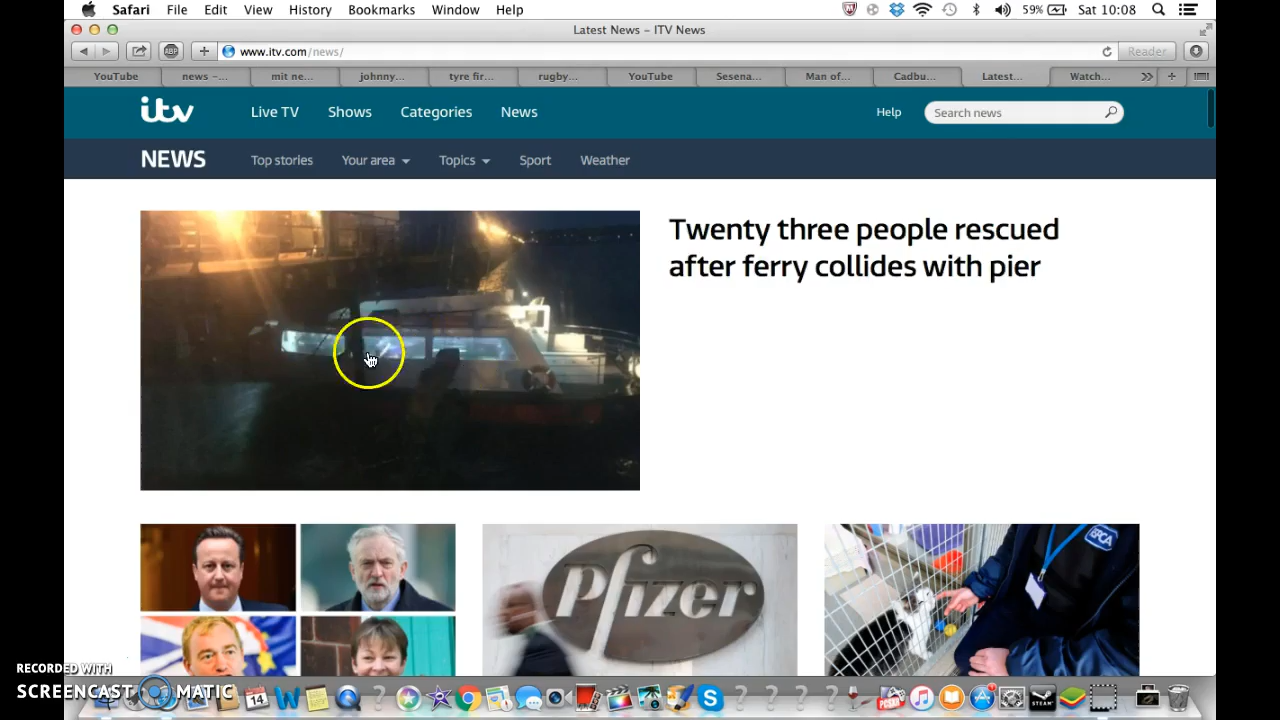 Safari File Edit View History Bookmarks Window Help 59% Sat 10:08
Latest News – ITV News
ABP www.itv.com/news/ Reader
YouTube news –... mit ne... johnny... tyre fir... rugby... YouTube Sesena... Man of... Cadbu... Latest... Watch...
itv Live TV Shows Categories News Help Search news
NEWS Top stories Your area Topics Sport Weather
Twenty three people rescued
after ferry collides with pier
Pfizer
RECORDED WITH
SCREENCAST MATIC
14
STEAM